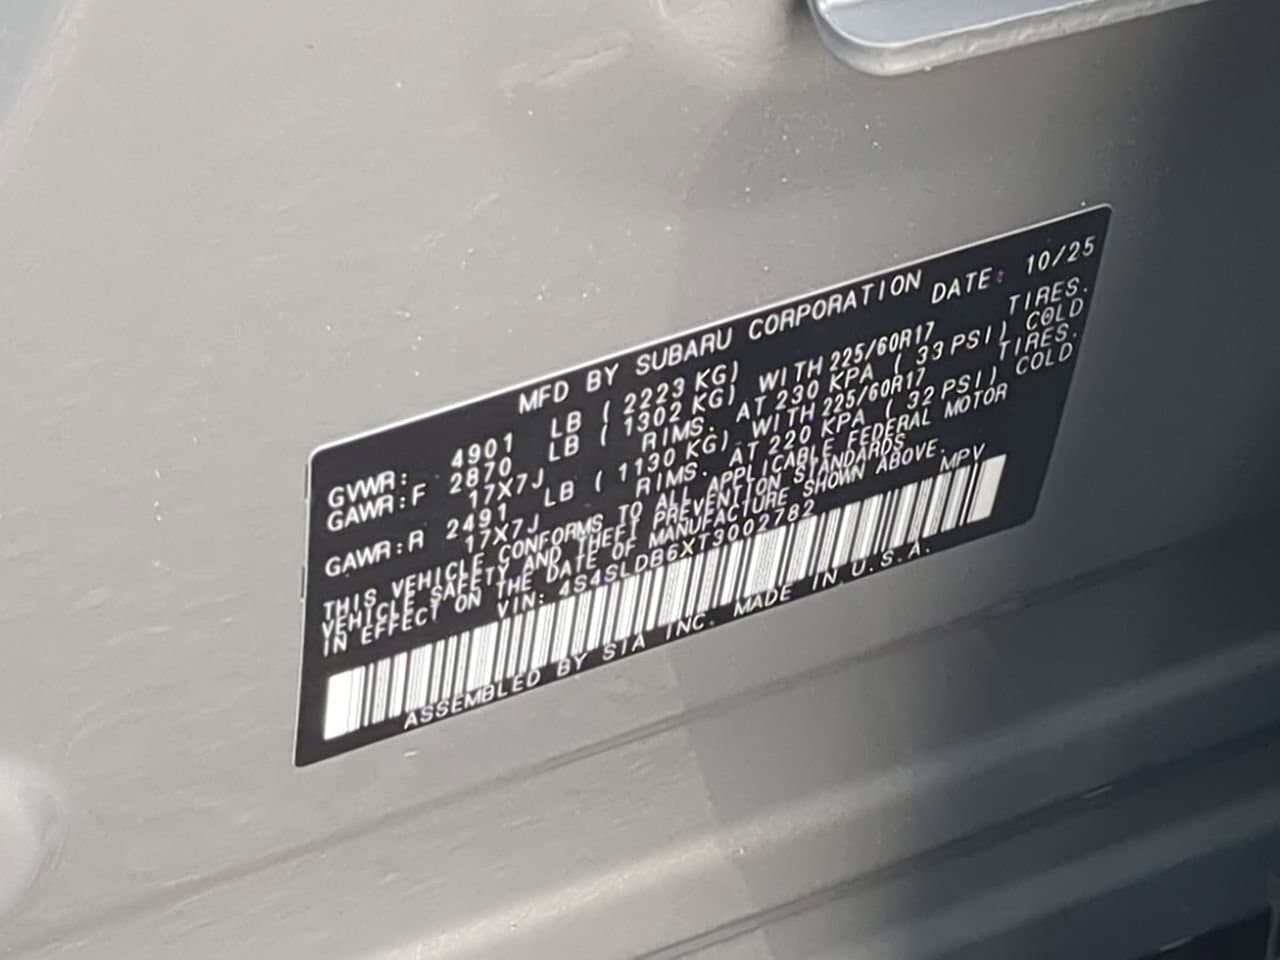 MFD BY SUBARU CORPORATION DATE: 10/25
GVWR: 4901 LB ( 2223 KG)
GAWR:F 2870 LB ( 1302 KG) WITH 225/60R17 TIRES.
17X7J RIMS. AT 230 KPA ( 33 PSI) COLD
GAWR:R 2491 LB ( 1130 KG) WITH 225/60R17 TIRES.
17X7J RIMS. AT 220 KPA ( 32 PSI) COLD
THIS VEHICLE CONFORMS TO ALL APPLICABLE FEDERAL MOTOR
VEHICLE SAFETY AND THEFT PREVENTION STANDARDS
IN EFFECT ON THE DATE OF MANUFACTURE SHOWN ABOVE.
VIN: 4S4SLDB6XT3002782 MPV
ASSEMBLED BY SIA INC. MADE IN U.S.A.